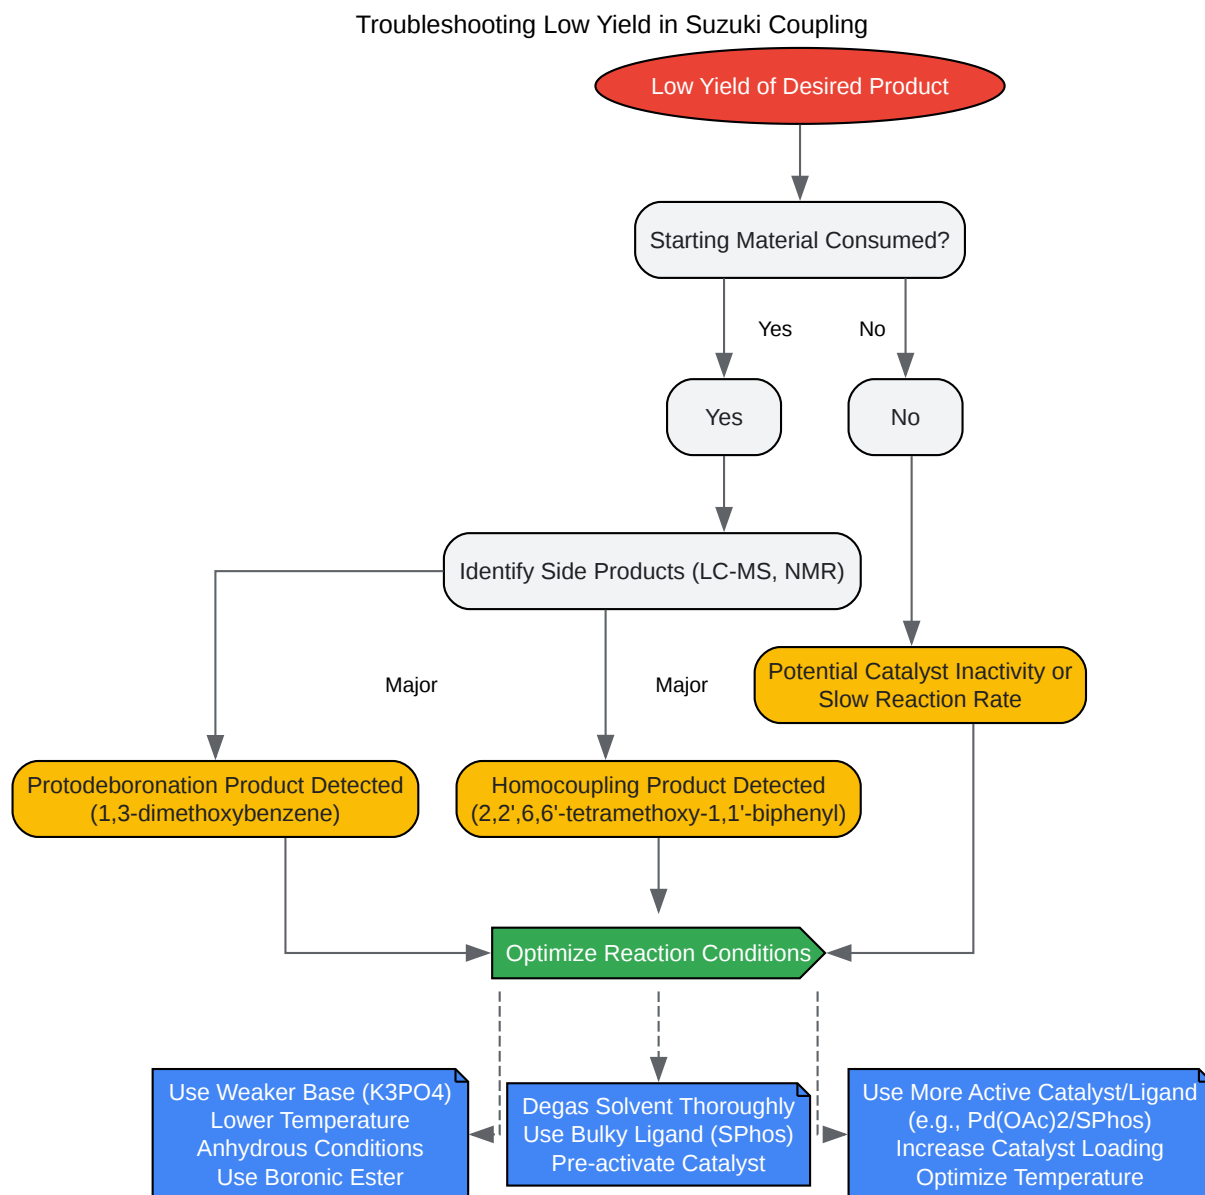 Troubleshooting Low Yield in Suzuki Coupling
Low Yield of Desired Product
Starting Material Consumed?
Yes
No
Yes
No
Identify Side Products (LC-MS, NMR)
Potential Catalyst Inactivity or
Slow Reaction Rate
Major
Major
Protodeboronation Product Detected
(1,3-dimethoxybenzene)
Homocoupling Product Detected
(2,2',6,6'-tetramethoxy-1,1'-biphenyl)
Optimize Reaction Conditions
Use Weaker Base (K3PO4)
Lower Temperature
Anhydrous Conditions
Use Boronic Ester
Degas Solvent Thoroughly
Use Bulky Ligand (SPhos)
Pre-activate Catalyst
Use More Active Catalyst/Ligand
(e.g., Pd(OAc)2/SPhos)
Increase Catalyst Loading
Optimize Temperature